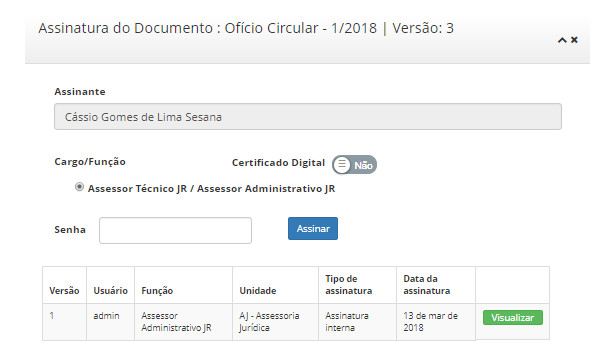 Assinatura do Documento : Ofício Circular - 1/2018 | Versão: 3
Assinante
Cássio Gomes de Lima Sesana
Cargo/Função Certificado Digital Não
Assessor Técnico JR / Assessor Administrativo JR
Senha Assinar
Versão Usuário Função Unidade Tipo de assinatura Data da assinatura
1 admin Assessor Administrativo JR AJ - Assessoria Jurídica Assinatura interna 13 de mar de 2018 Visualizar